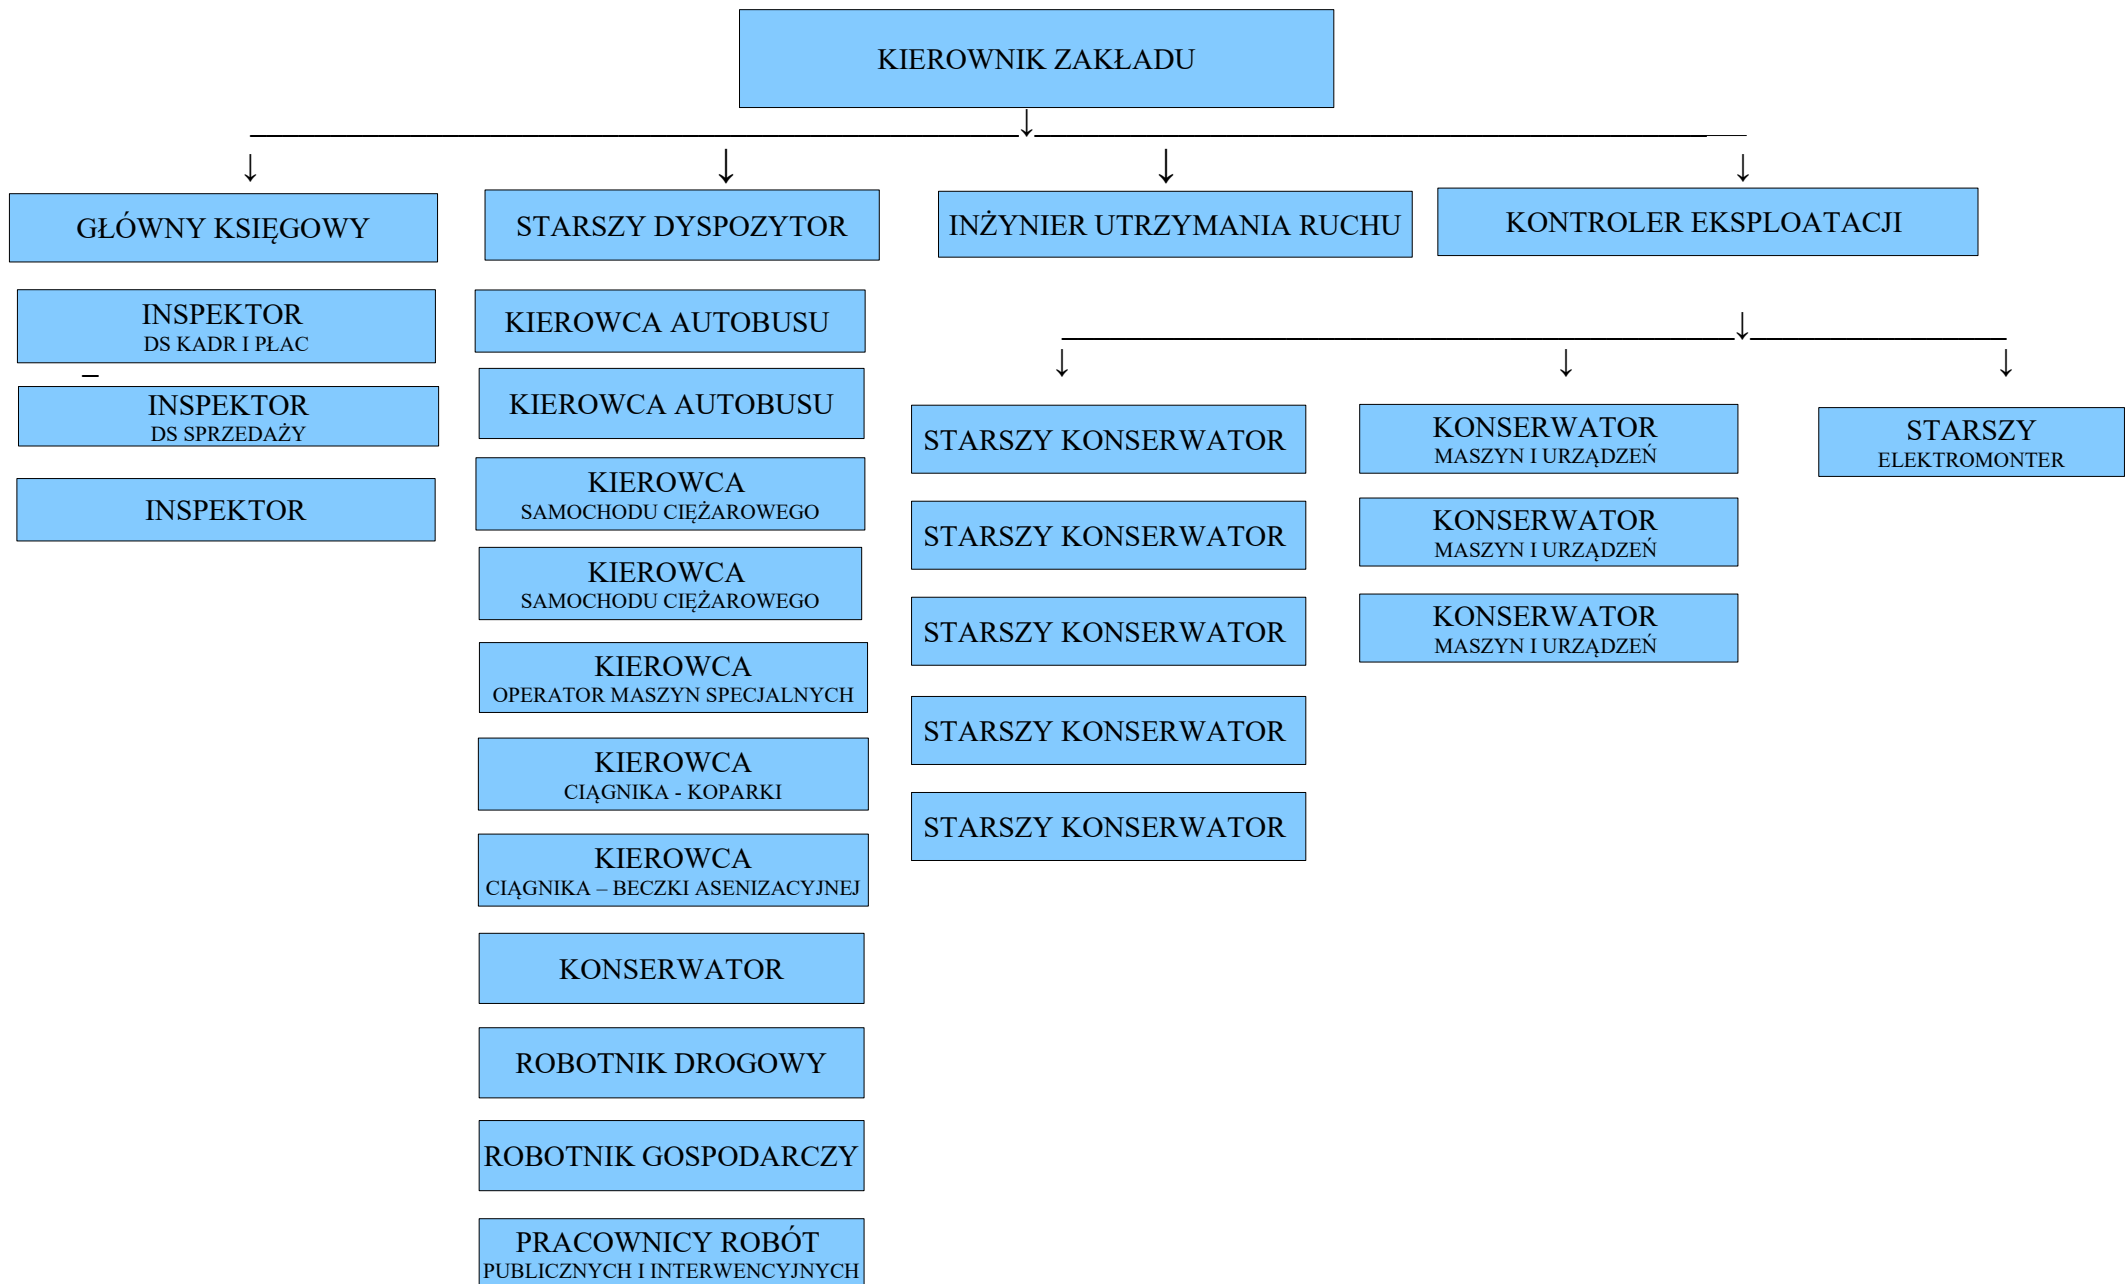 KIEROWNIK ZAKŁADU
GŁÓWNY KSIĘGOWY
STARSZY DYSPOZYTOR
INŻYNIER UTRZYMANIA RUCHU
KONTROLER EKSPLOATACJI
INSPEKTOR
DS KADR I PŁAC
INSPEKTOR
DS SPRZEDAŻY
INSPEKTOR
KIEROWCA AUTOBUSU
KIEROWCA AUTOBUSU
KIEROWCA
SAMOCHODU CIĘŻAROWEGO
KIEROWCA
SAMOCHODU CIĘŻAROWEGO
KIEROWCA
OPERATOR MASZYN SPECJALNYCH
KIEROWCA
CIĄGNIKA - KOPARKI
KIEROWCA
CIĄGNIKA – BECZKI ASENIZACYJNEJ
KONSERWATOR
ROBOTNIK DROGOWY
ROBOTNIK GOSPODARCZY
PRACOWNICY ROBÓT
PUBLICZNYCH I INTERWENCYJNYCH
STARSZY KONSERWATOR
STARSZY KONSERWATOR
STARSZY KONSERWATOR
STARSZY KONSERWATOR
STARSZY KONSERWATOR
KONSERWATOR
MASZYN I URZĄDZEŃ
KONSERWATOR
MASZYN I URZĄDZEŃ
KONSERWATOR
MASZYN I URZĄDZEŃ
STARSZY
ELEKTROMONTER